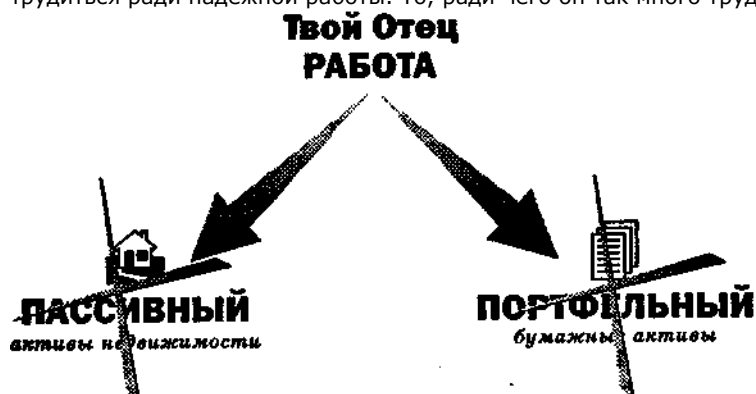 трудиться ради надежной работы. То, ради чего он так много труд
Твой Отец
РАБОТА
ПАССИВНЫЙ
активы недвижимости
ПОРТФЕЛЬНЫЙ
бумажные активы